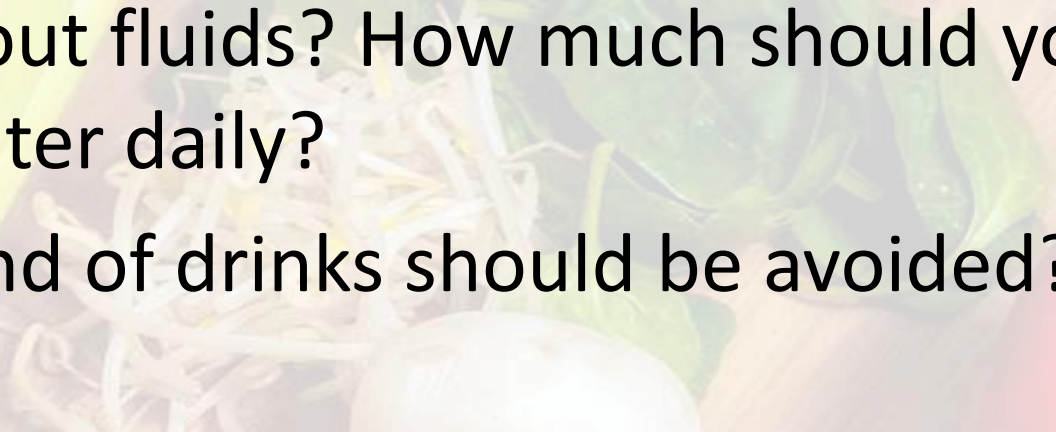 out fluids? How much should yo
ter daily?
nd of drinks should be avoided?